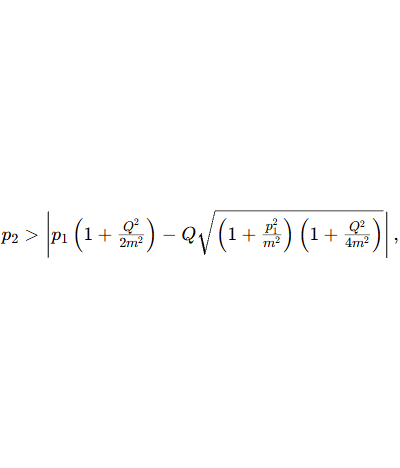 $p_2 > \left| p_1 \left( 1 + \frac{Q^2}{2m^2} \right) - Q \sqrt{\left( 1 + \frac{p_1^2}{m^2} \right) \left( 1 + \frac{Q^2}{4m^2} \right)} \right| ,$